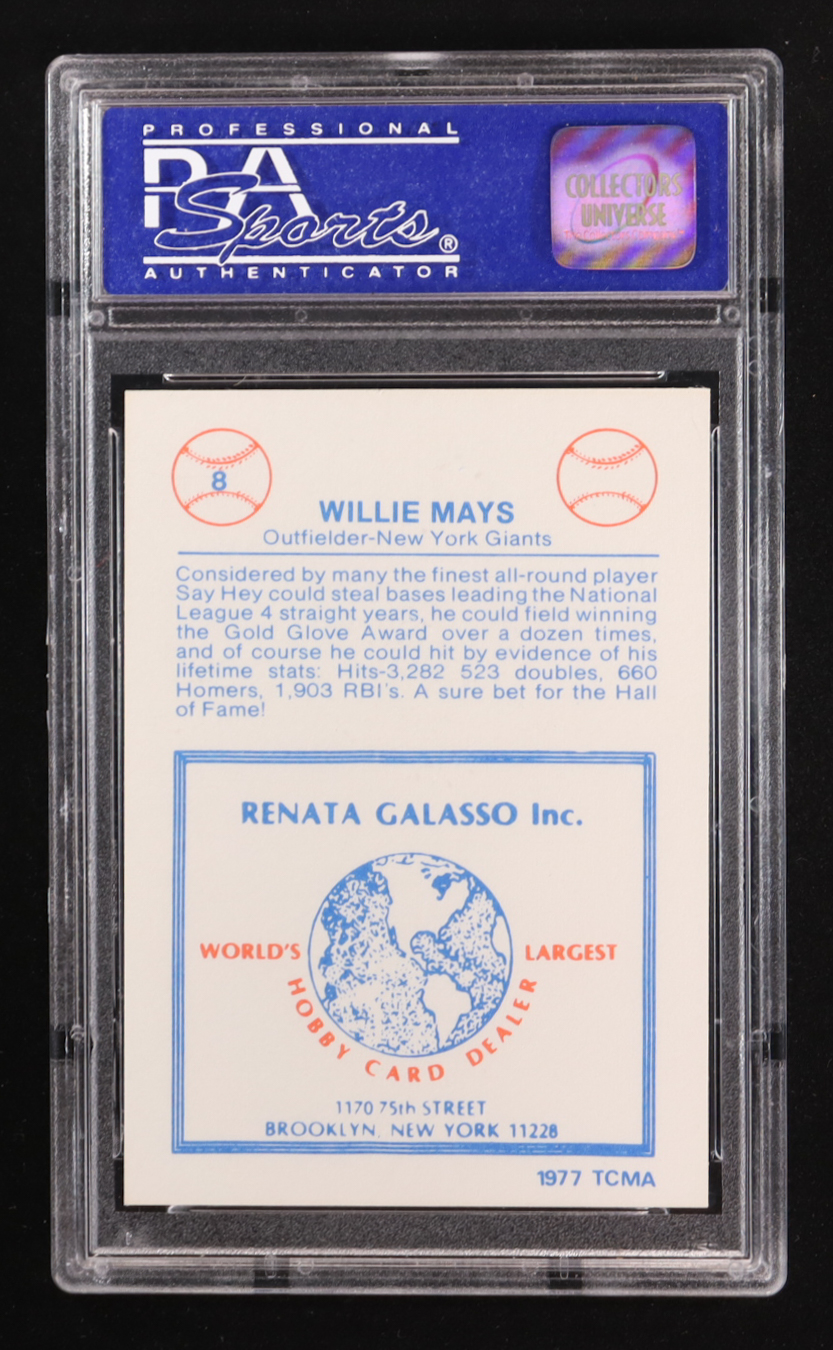 PROFESSIONAL
PSA
Sports®
AUTHENTICATOR
COLLECTORS
UNIVERSE
8
WILLIE MAYS
Outfielder-New York Giants
Considered by many the finest all-round player
Say Hey could steal bases leading the National
League 4 straight years, he could field winning
the Gold Glove Award over a dozen times,
and of course he could hit by evidence of his
lifetime stats: Hits-3,282 523 doubles, 660
Homers, 1,903 RBI's. A sure bet for the Hall
of Fame!
RENATA GALASSO Inc.
WORLD'S LARGEST
HOBBY CARD DEALER
1170 75th STREET
BROOKLYN, NEW YORK 11228
1977 TCMA